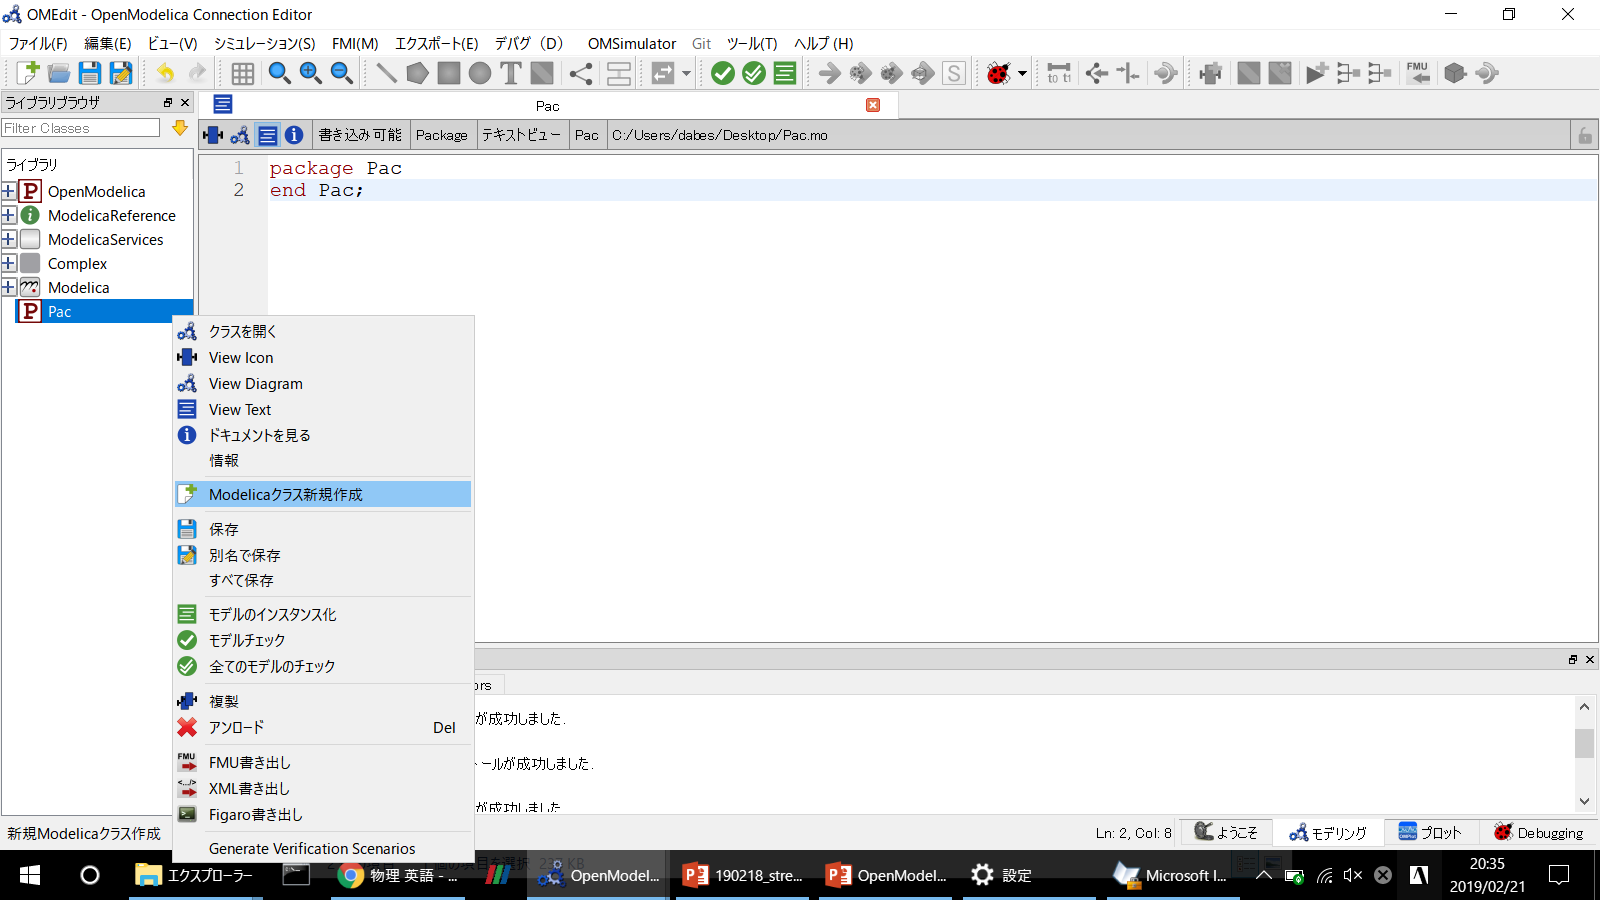 OMEdit - OpenModelica Connection Editor
ファイル(F) 編集(E) ビュー(V) シミュレーション(S) FMI(M) エクスポート(E) デバグ（D） OMSimulator Git ツール(T) ヘルプ(H)
to t1 S FMU
ライブラリブラウザ
Pac
Filter Classes
書き込み可能 Package テキストビュー Pac C:/Users/dabes/Desktop/Pac.mo
ライブラリ
OpenModelica
ModelicaReference
ModelicaServices
Complex
Modelica
Pac
1 package Pac
2 end Pac;
クラスを開く
View Icon
View Diagram
View Text
ドキュメントを見る
情報
Modelicaクラス新規作成
保存
別名で保存
すべて保存
モデルのインスタンス化
モデルチェック
全てのモデルのチェック
複製
アンロード Del
FMU書き出し
XML書き出し
Figaro書き出し
Generate Verification Scenarios
ors
が成功しました.
ールが成功しました.
が成功しました
新規Modelicaクラス作成
Ln: 2, Col: 8 ようこそ モデリング プロット Debugging
エクスプローラー 物理 英語 - ... OpenModel... 190218_stre... OpenModel... 設定 Microsoft I... A
20:35
2019/02/21